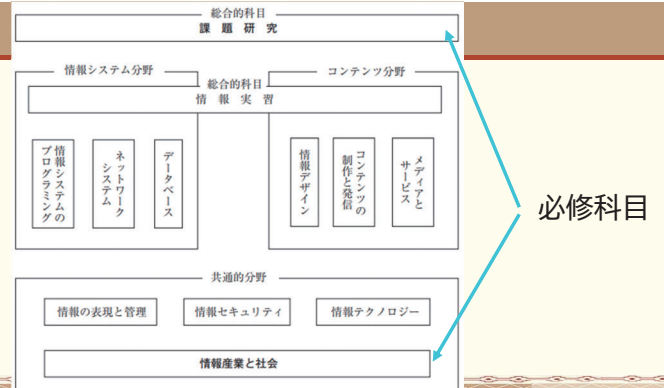 総合的科目
課題研究
情報システム分野
コンテンツ分野
総合的科目
情報実習
情報システムの
プログラミング
ネットワーク
システム
データベース
情報デザイン
コンテンツの
制作と発信
メディアと
サービス
必修科目
共通的分野
情報の表現と管理
情報セキュリティ
情報テクノロジー
情報産業と社会